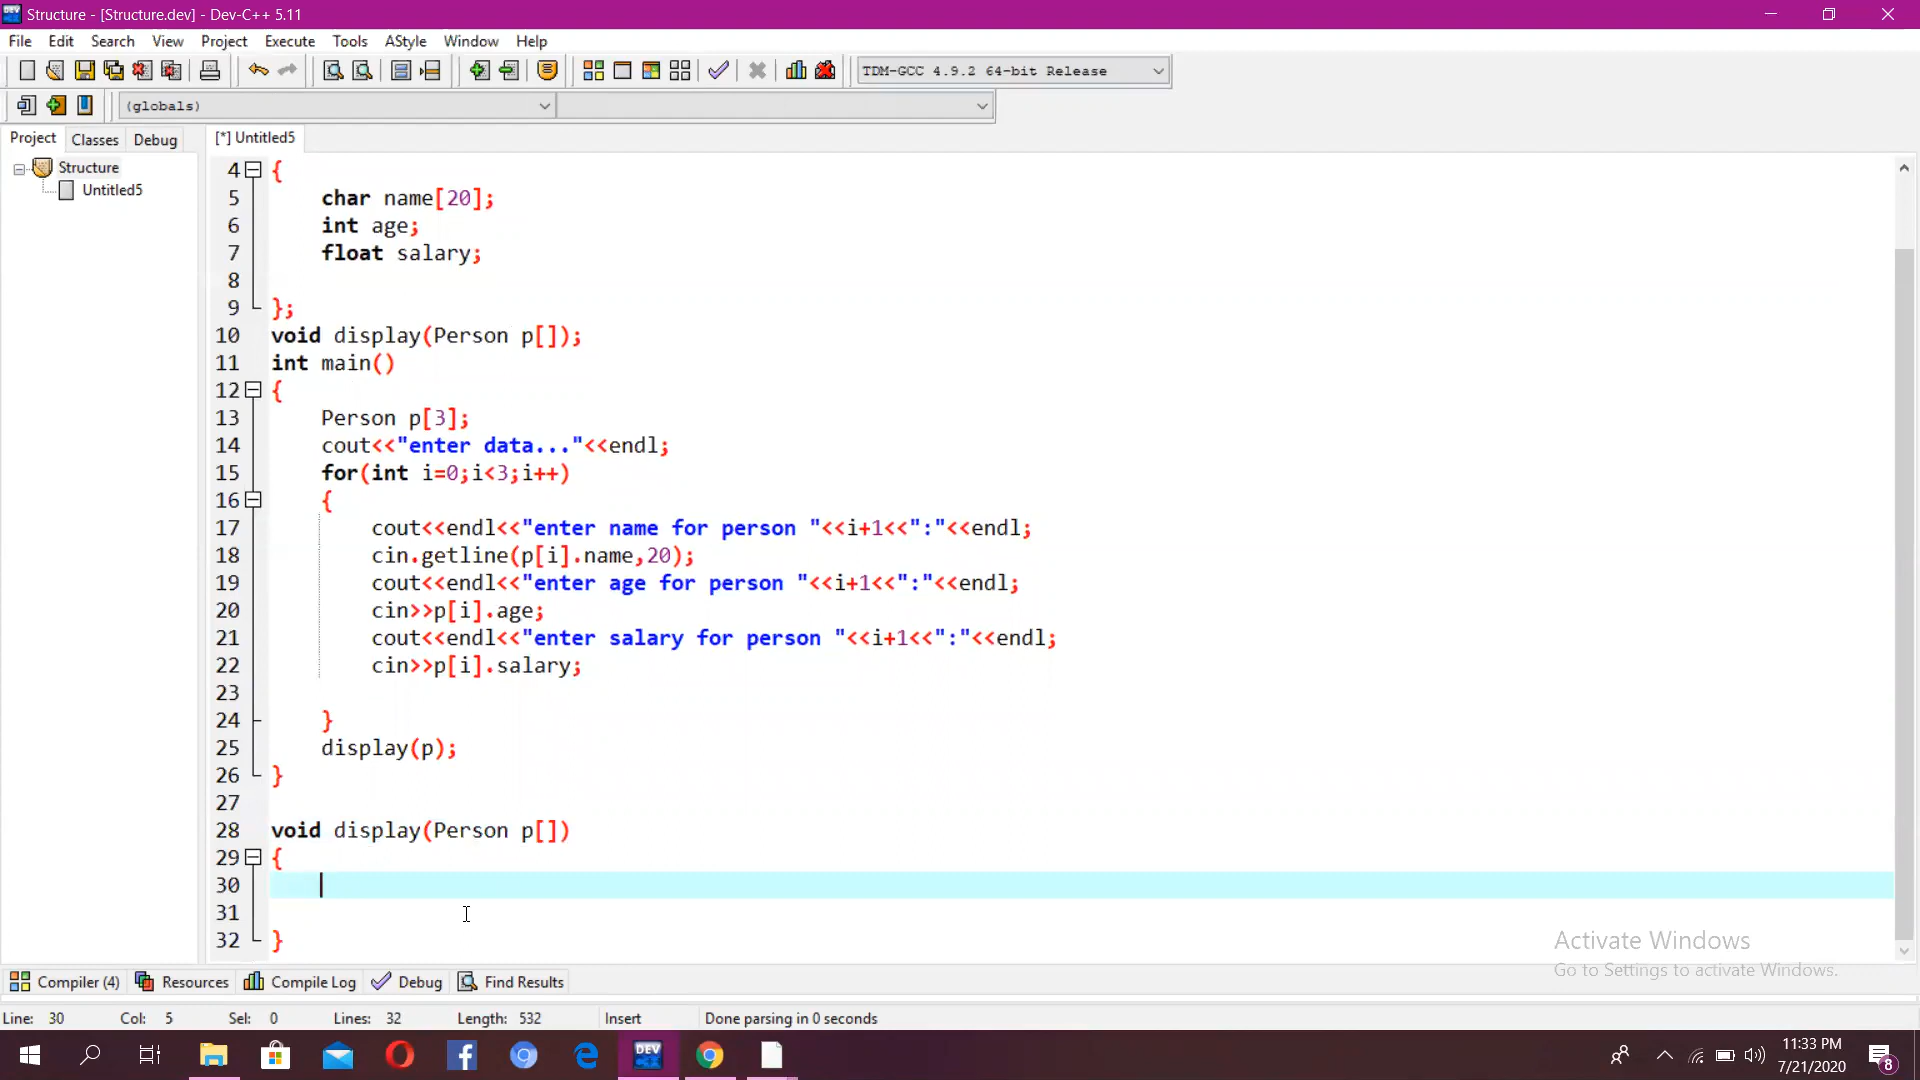 Structure - [Structure.dev] - Dev-C++ 5.11
File Edit Search View Project Execute Tools AStyle Window Help
TDM-GCC 4.9.2 64-bit Release
(globals)
Project Classes Debug [*] Untitled5
Structure
Untitled5
4 {
5 char name[20];
6 int age;
7 float salary;
8
9 };
10 void display(Person p[]);
11 int main()
12 {
13 Person p[3];
14 cout<<"enter data..."<<endl;
15 for(int i=0;i<3;i++)
16 {
17 cout<<endl<<"enter name for person "<<i+1<<":"<<endl;
18 cin.getline(p[i].name,20);
19 cout<<endl<<"enter age for person "<<i+1<<":"<<endl;
20 cin>>p[i].age;
21 cout<<endl<<"enter salary for person "<<i+1<<":"<<endl;
22 cin>>p[i].salary;
23
24 }
25 display(p);
26 }
27
28 void display(Person p[])
29 {
30
31
32 }
Activate Windows
Go to Settings to activate Windows.
Compiler (4) Resources Compile Log Debug Find Results
Line: 30 Col: 5 Sel: 0 Lines: 32 Length: 532 Insert Done parsing in 0 seconds
DEV
11:33 PM
7/21/2020
8